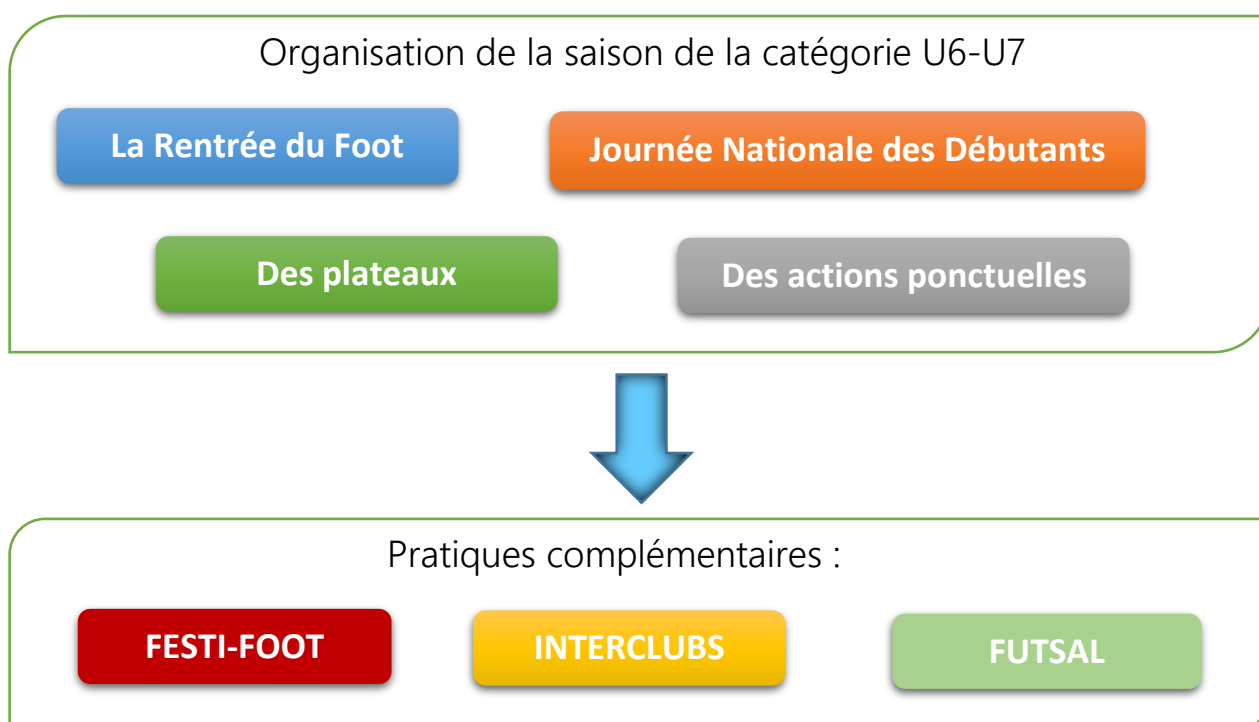 Organisation de la saison de la catégorie U6-U7
La Rentrée du Foot
Journée Nationale des Débutants
Des plateaux
Des actions ponctuelles
Pratiques complémentaires :
FESTI-FOOT
INTERCLUBS
FUTSAL